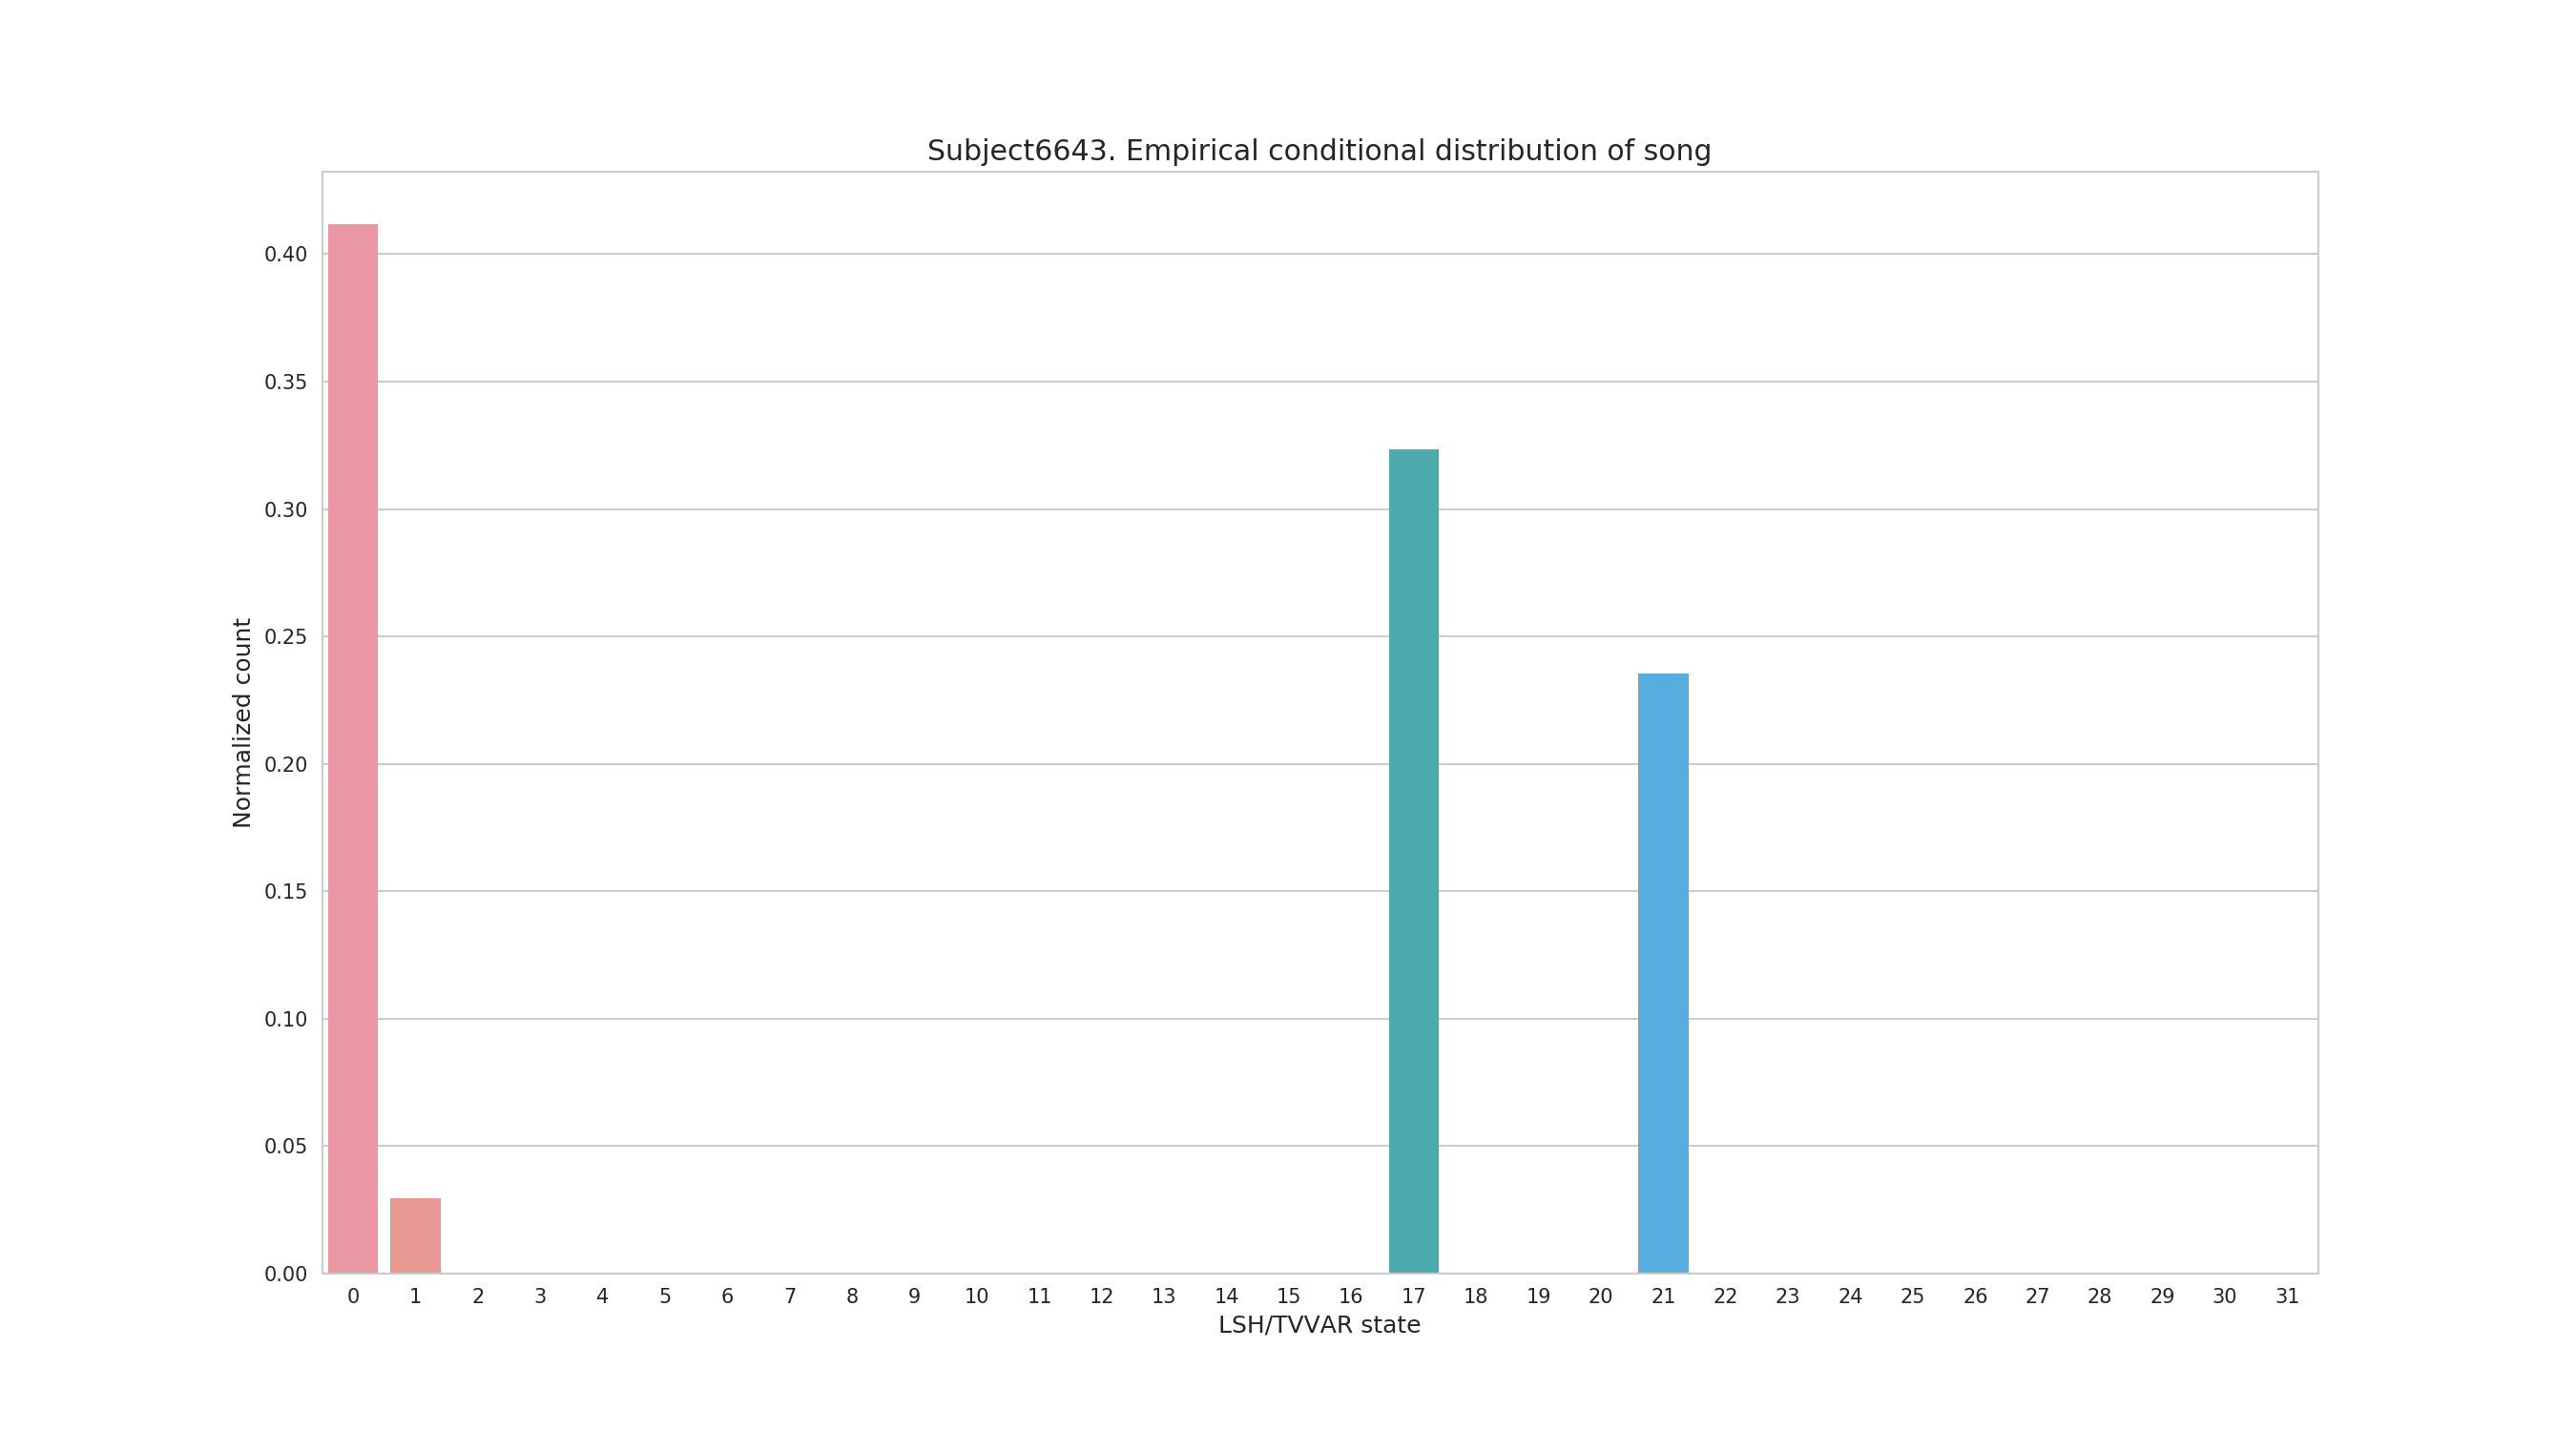 Subject6643. Empirical conditional distribution of song
Normalized count
0.40
0.35
0.30
0.25
0.20
0.15
0.10
0.05
0.00
0 1 2 3 4 5 6 7 8 9 10 11 12 13 14 15 16 17 18 19 20 21 22 23 24 25 26 27 28 29 30 31
LSH/TVVAR state